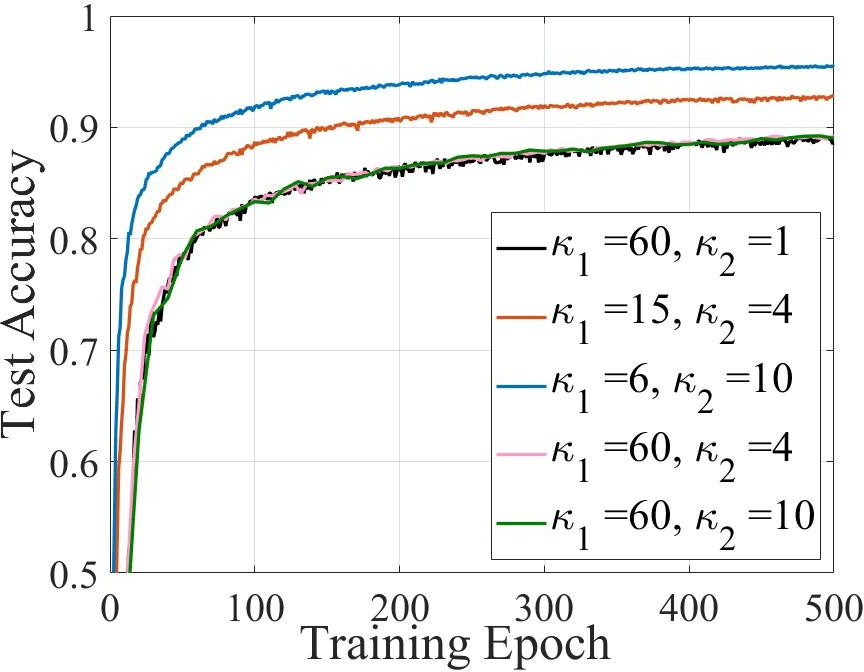 Test Accuracy
1
0.9
0.8
0.7
0.6
0.5
κ₁ =60, κ₂ =1
κ₁ =15, κ₂ =4
κ₁ =6, κ₂ =10
κ₁ =60, κ₂ =4
κ₁ =60, κ₂ =10
0 100 200 300 400 500
Training Epoch